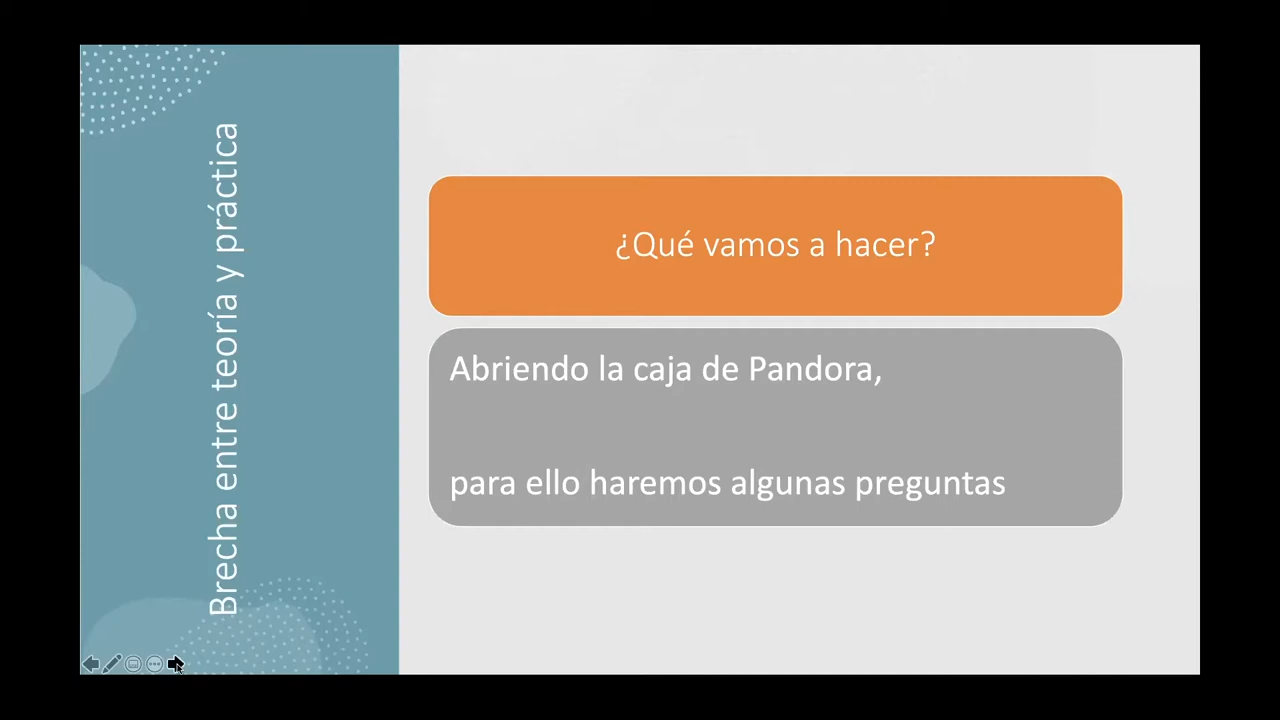 Brecha entre teoría y práctica
¿Qué vamos a hacer?
Abriendo la caja de Pandora,
para ello haremos algunas preguntas